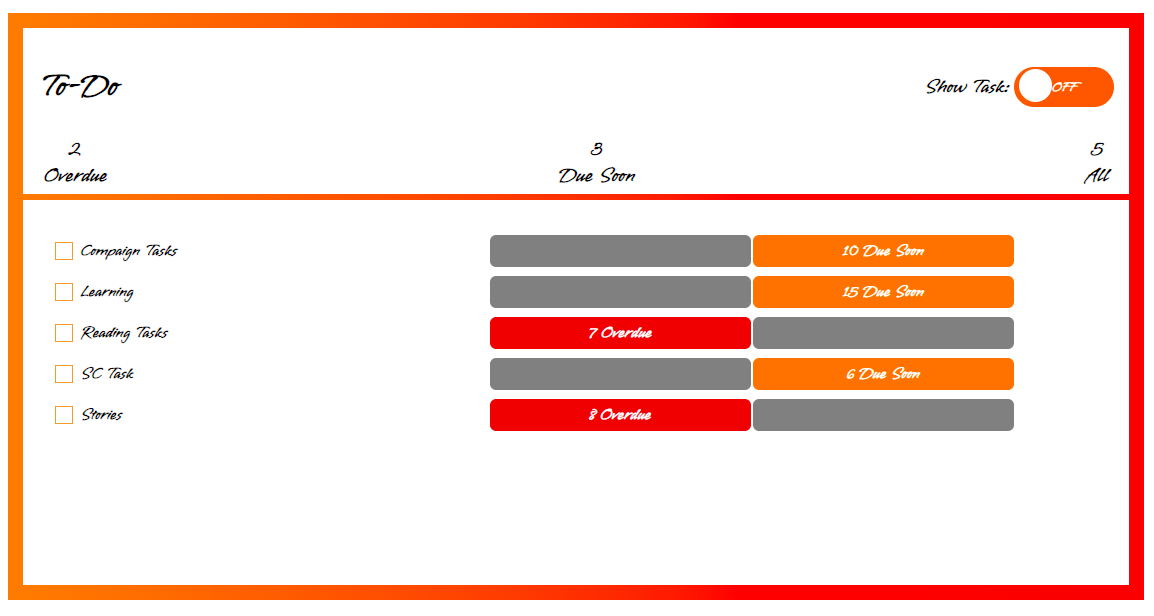 To-Do
Show Task: OFF
2 3 5
Overdue Due Soon All
Compaign Tasks 10 Due Soon
Learning 15 Due Soon
Reading Tasks 7 Overdue
SC Task 6 Due Soon
Stories 8 Overdue